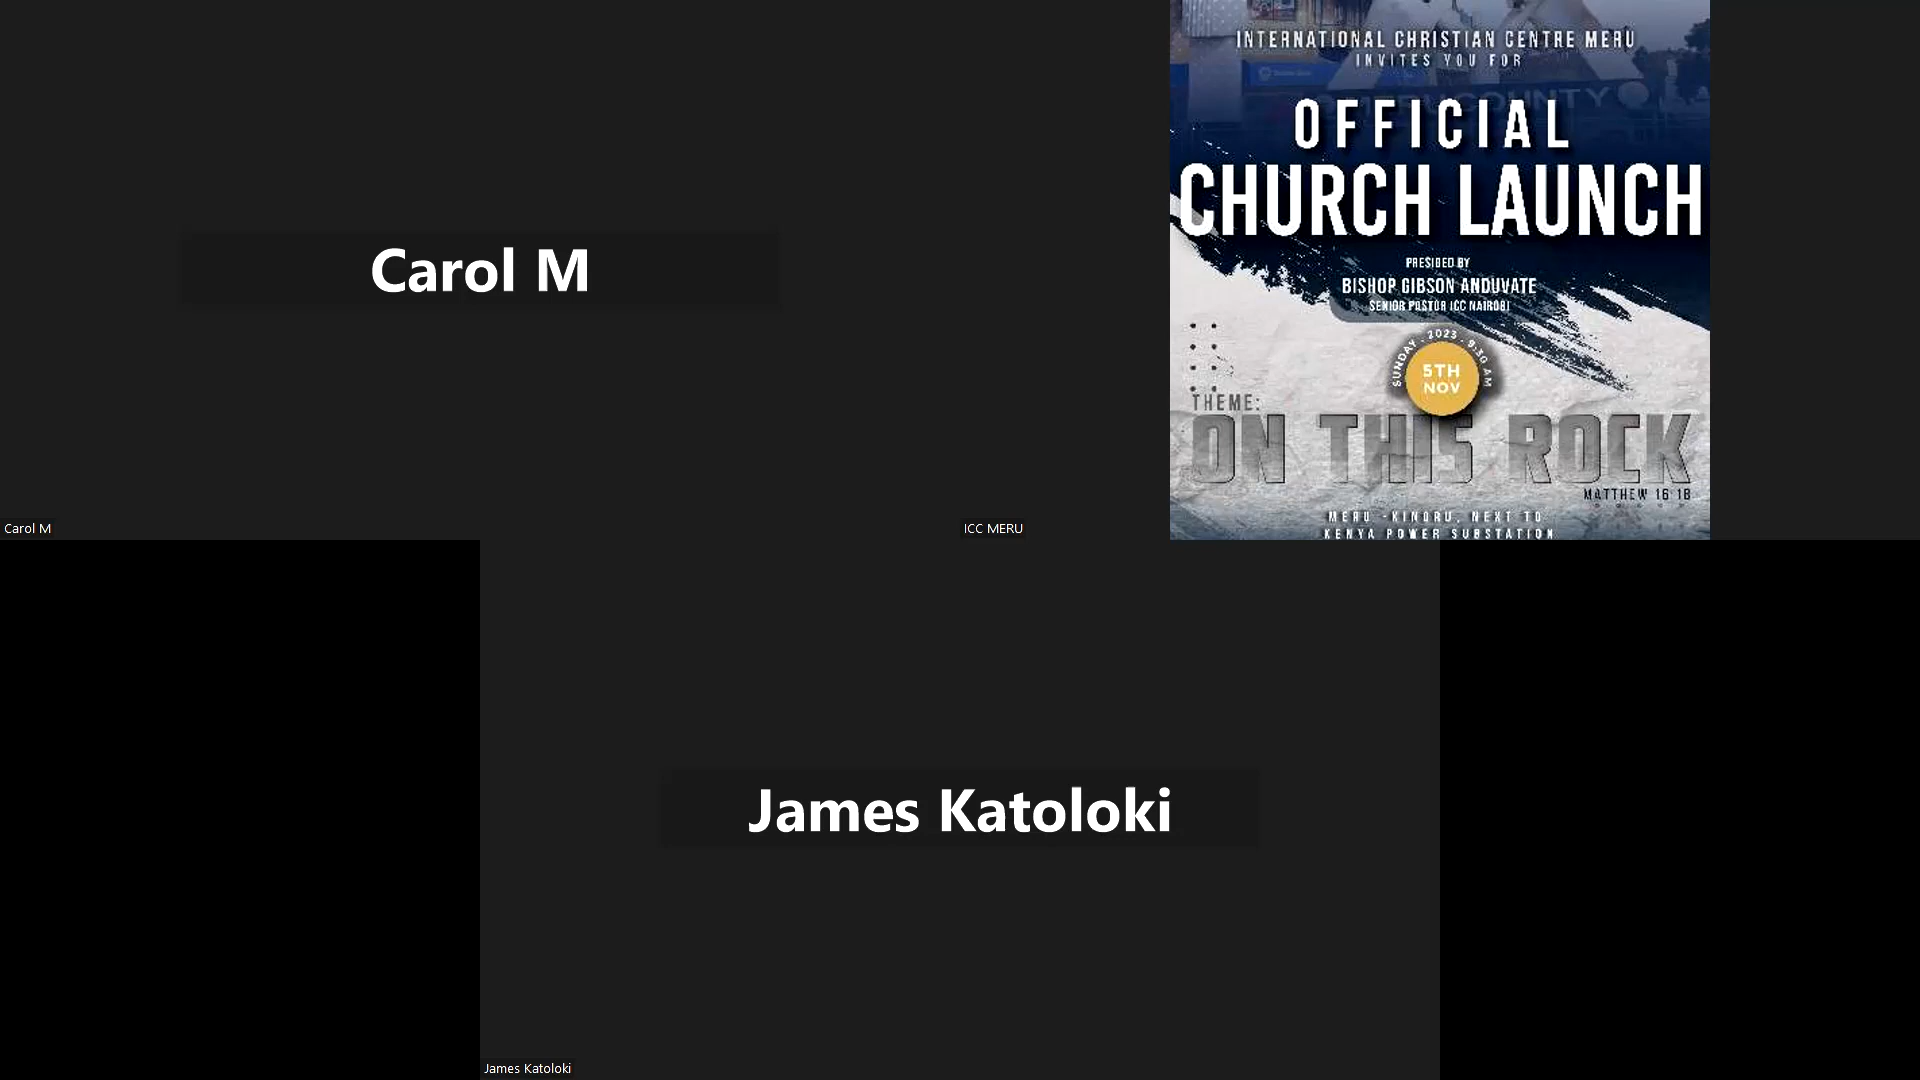 Carol M
Carol M
INTERNATIONAL CHRISTIAN CENTRE MERU
INVITES YOU FOR
MERU COUNTY
OFFICIAL
CHURCH LAUNCH
PRESIDED BY
BISHOP GIBSON ANDUVATE
SENIOR PASTOR ICC NAIROBI
SUNDAY · 2023 · 9:30 AM
5TH
NOV
THEME:
ON THIS ROCK
MATTHEW 16:18
MERU -KINORU, NEXT TO
KENYA POWER SUBSTATION
ICC MERU
James Katoloki
James Katoloki